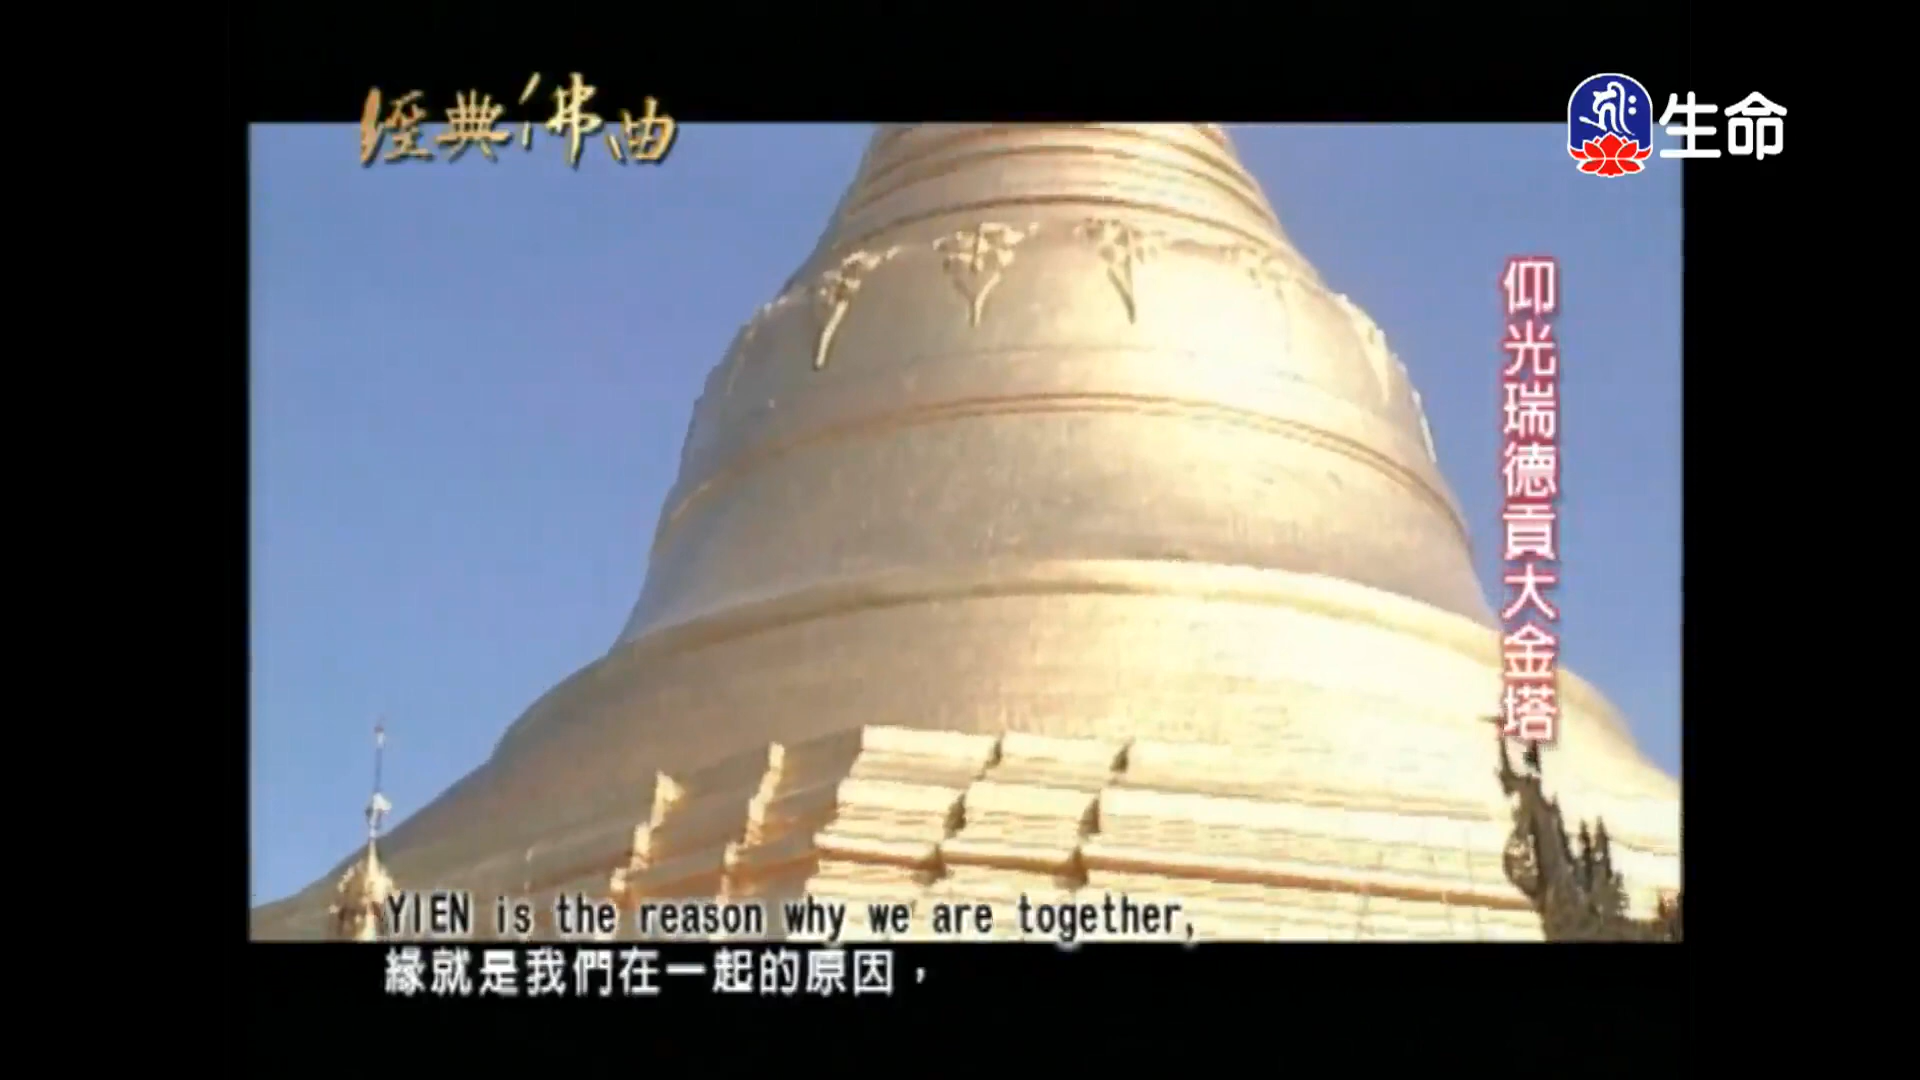 經典佛曲
生命
仰光瑞德貢大金塔
YIEN is the reason why we are together,
緣就是我們在一起的原因，